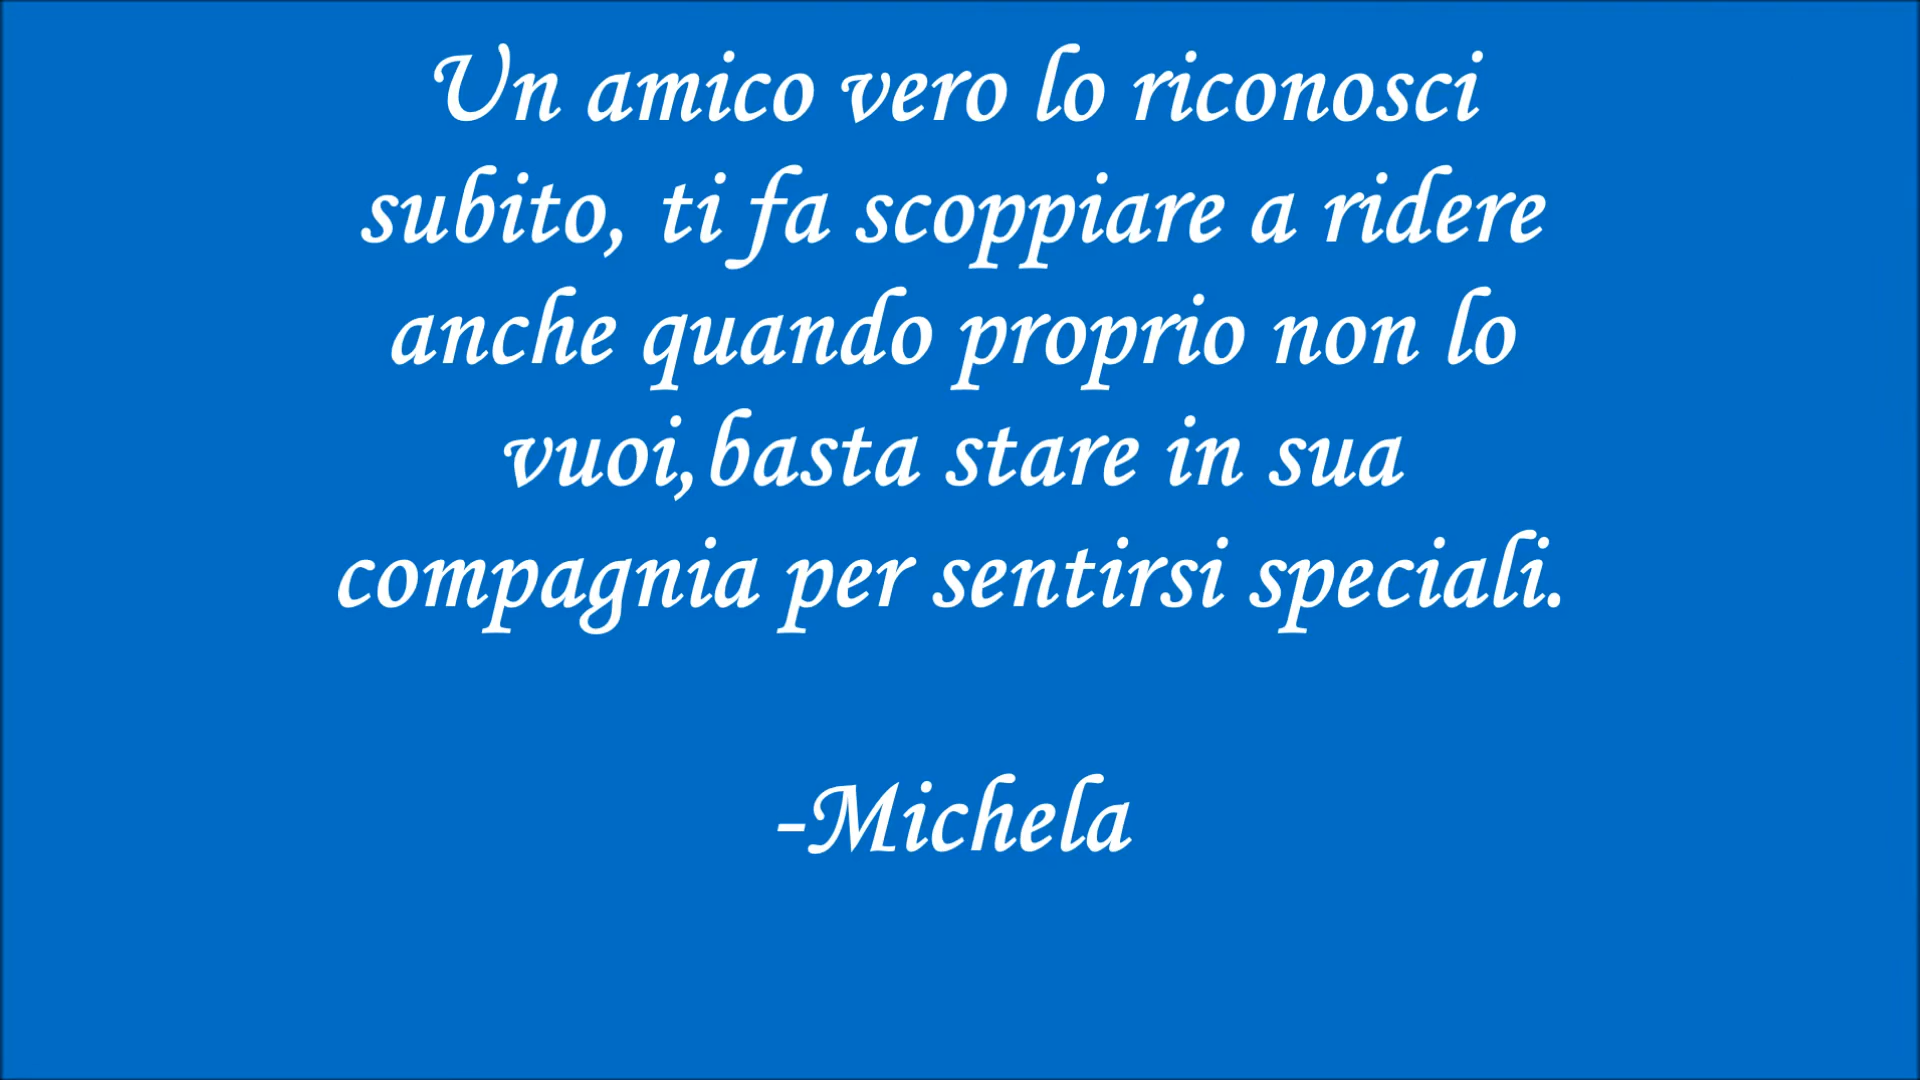 Un amico vero lo riconosci
subito, ti fa scoppiare a ridere
anche quando proprio non lo
vuoi,basta stare in sua
compagnia per sentirsi speciali.
-Michela